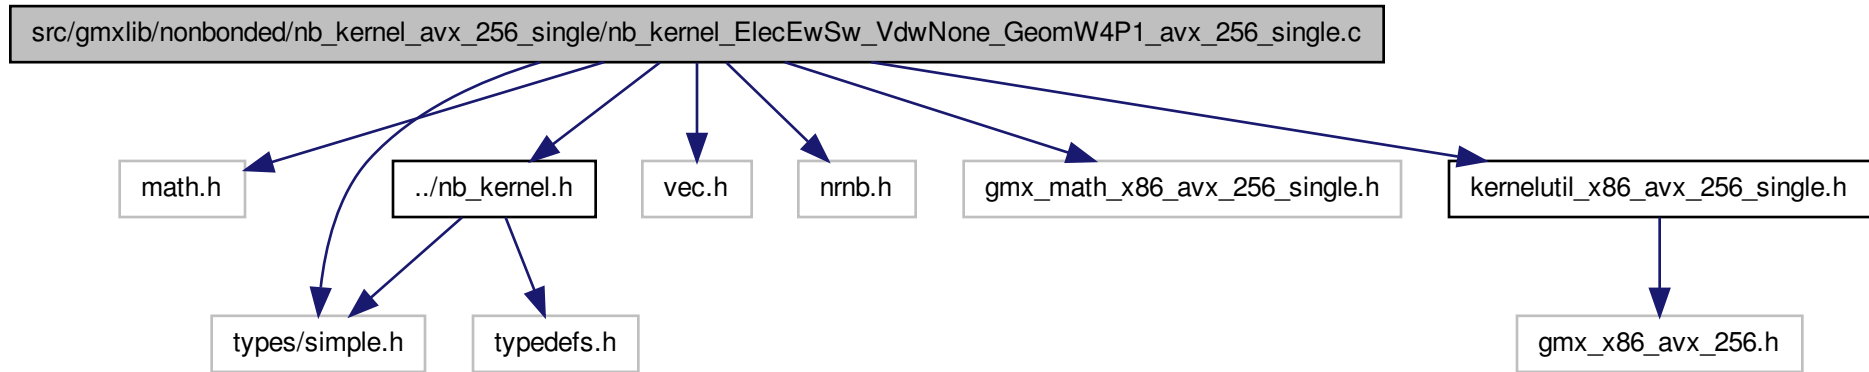 src/gmxlib/nonbonded/nb_kernel_avx_256_single/nb_kernel_ElecEwSw_VdwNone_GeomW4P1_avx_256_single.c
math.h
../nb_kernel.h
vec.h
nrnb.h
gmx_math_x86_avx_256_single.h
kernelutil_x86_avx_256_single.h
types/simple.h
typedefs.h
gmx_x86_avx_256.h